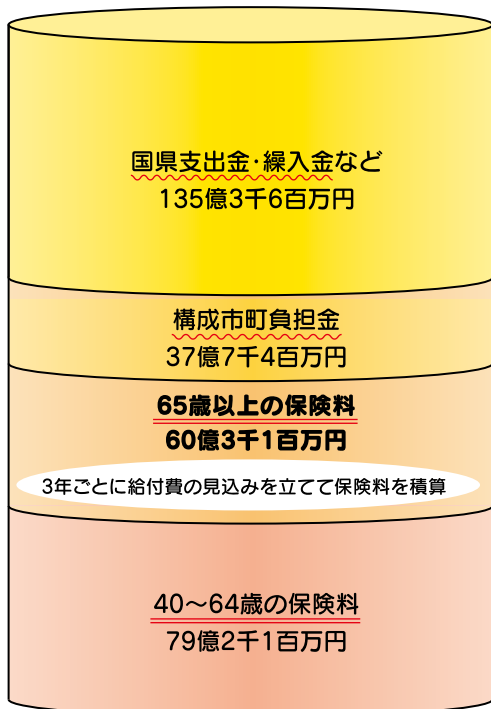 国県支出金・繰入金など
135億3千6百万円
構成市町負担金
37億7千4百万円
65歳以上の保険料
60億3千1百万円
3年ごとに給付費の見込みを立てて保険料を積算
40～64歳の保険料
79億2千1百万円